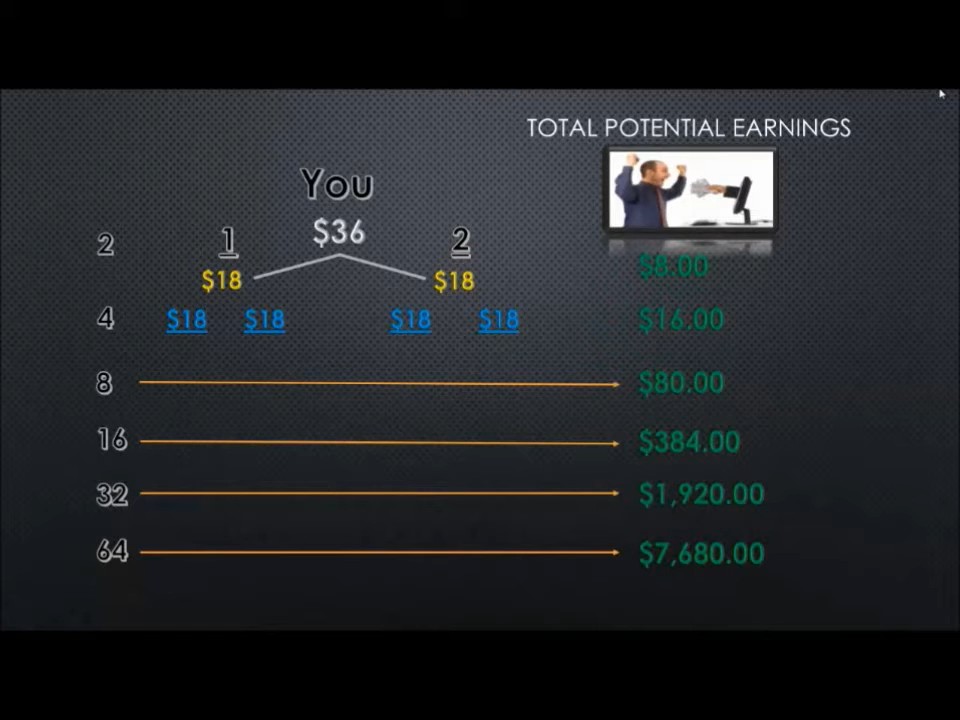 TOTAL POTENTIAL EARNINGS
You
$36
2 1 2
$18 $18 $8.00
4 $18 $18 $18 $18 $16.00
8 $80.00
16 $384.00
32 $1,920.00
64 $7,680.00